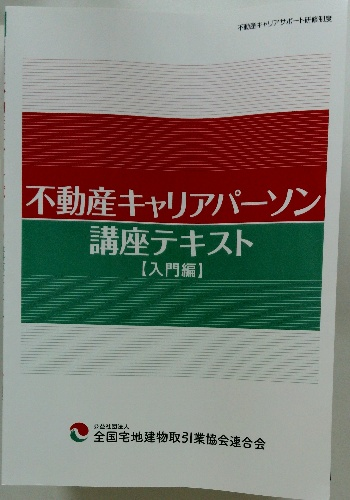 不動産キャリアサポート研修制度
不動産キャリアパーソン
講座テキスト
【入門編】
公益社団法人
全国宅地建物取引業協会連合会